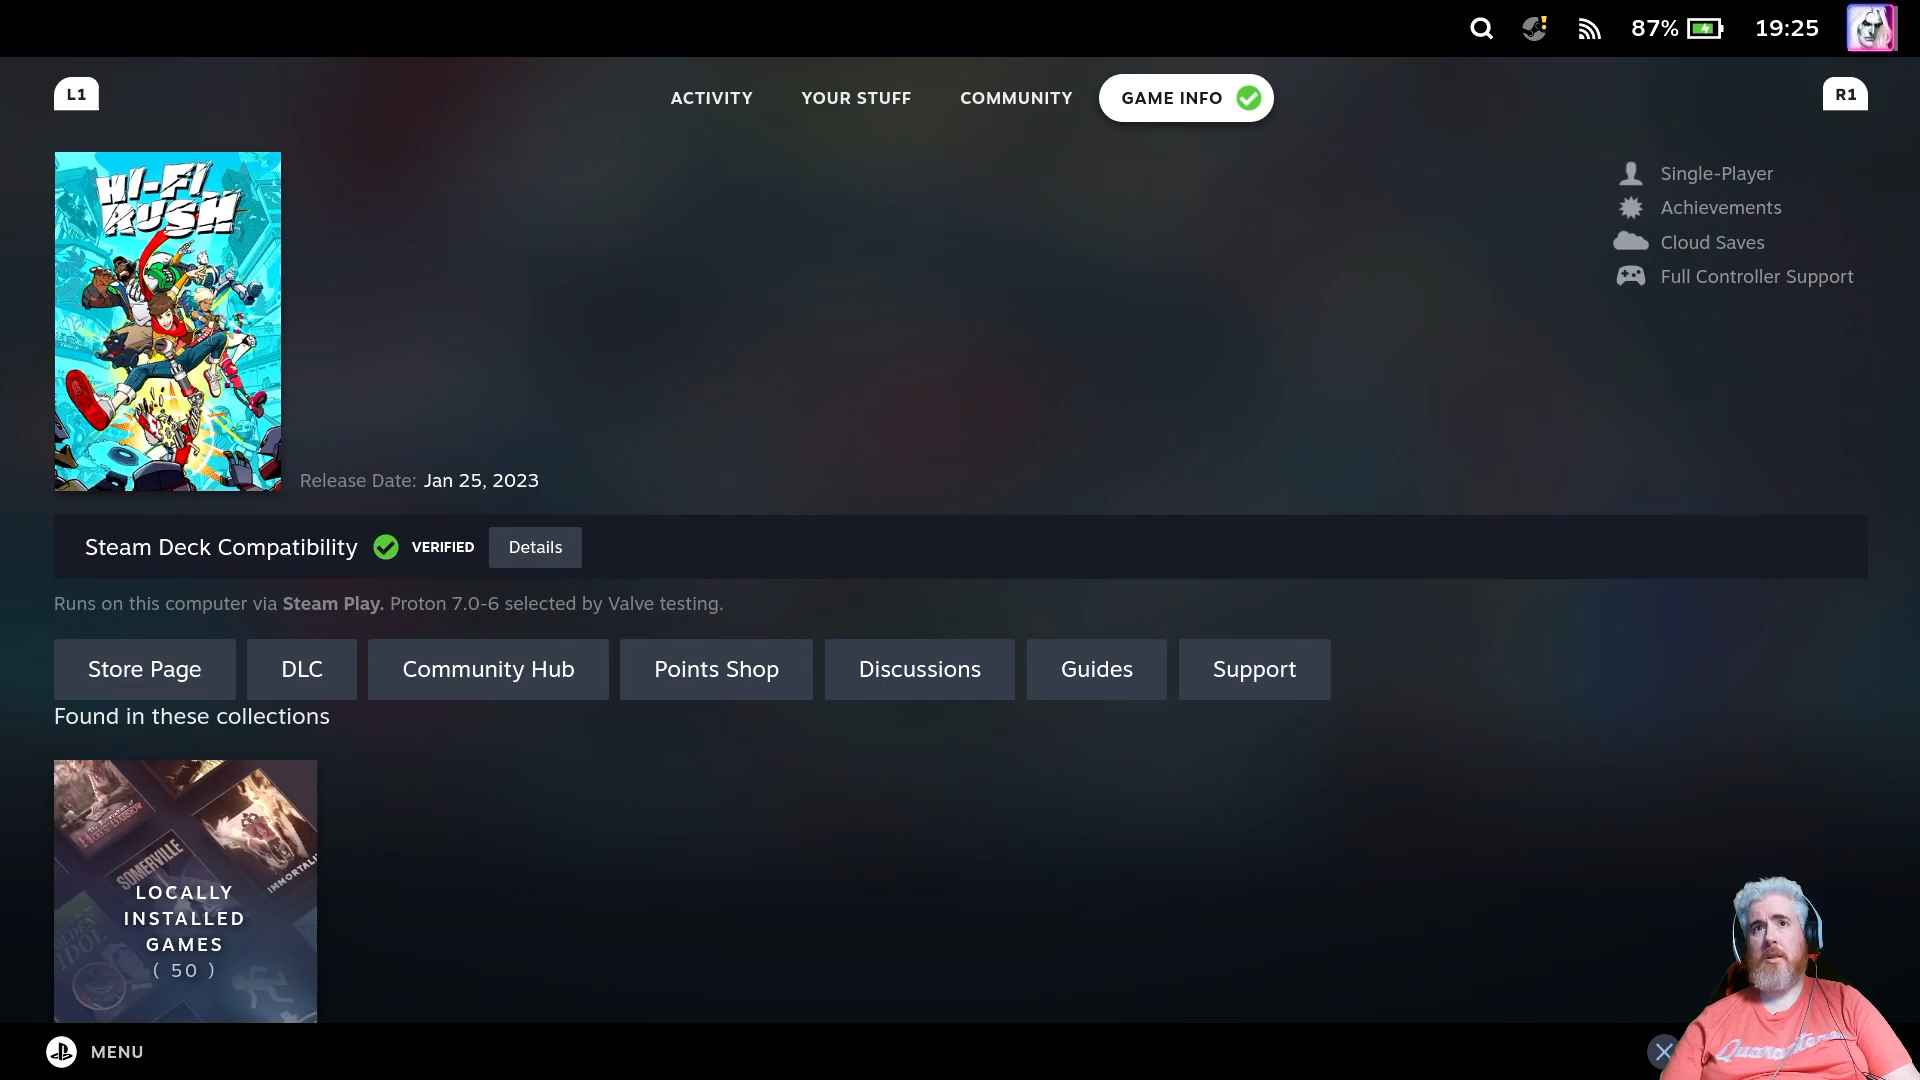 87% 19:25
L1 ACTIVITY YOUR STUFF COMMUNITY GAME INFO R1
HI-FI
RUSH
Single-Player
Achievements
Cloud Saves
Full Controller Support
Release Date: Jan 25, 2023
Steam Deck Compatibility VERIFIED Details
Runs on this computer via Steam Play. Proton 7.0-6 selected by Valve testing.
Store Page DLC Community Hub Points Shop Discussions Guides Support
Found in these collections
SOMERVILLE
LOCALLY
INSTALLED
GAMES
( 50 )
MENU